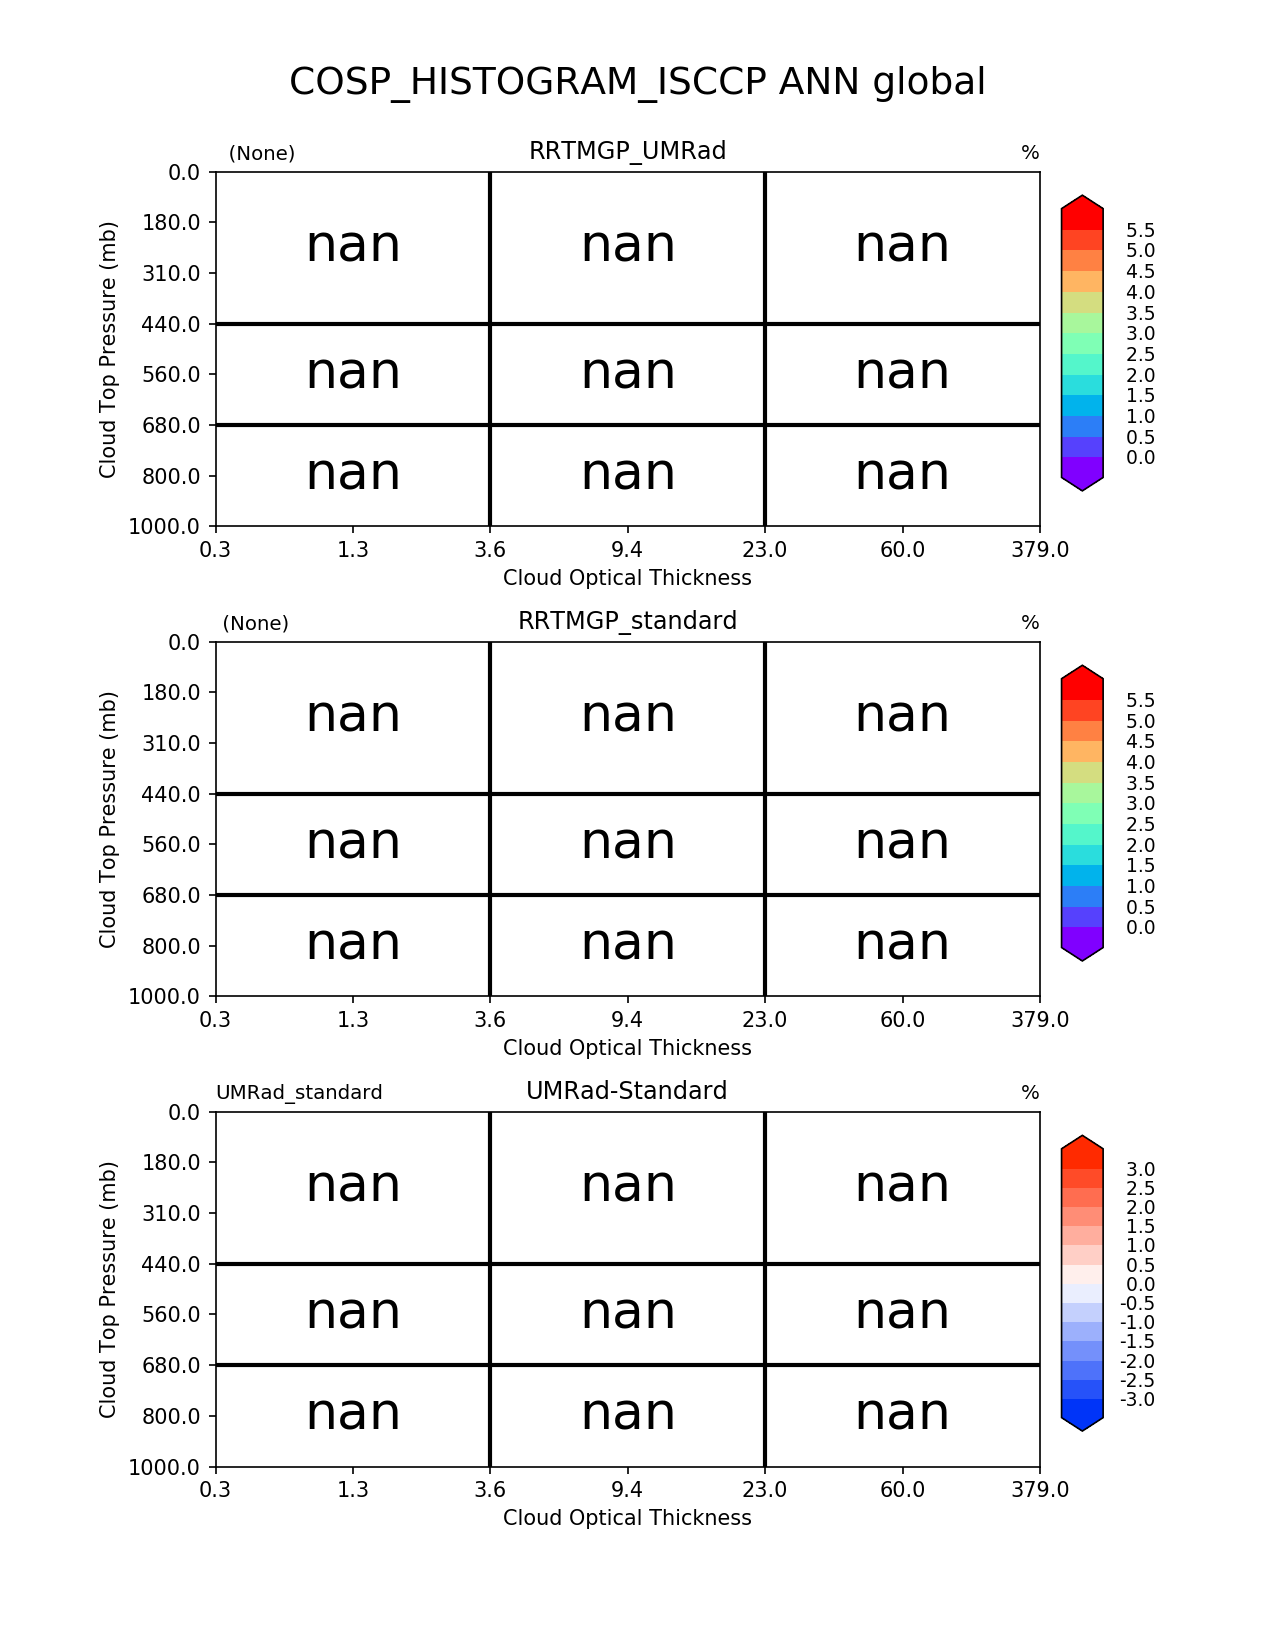 COSP_HISTOGRAM_ISCCP ANN global
(None) RRTMGP_UMRad %
0.0
180.0
310.0
440.0
560.0
680.0
800.0
1000.0
Cloud Top Pressure (mb)
nan nan nan
nan nan nan
nan nan nan
0.3 1.3 3.6 9.4 23.0 60.0 379.0
Cloud Optical Thickness
5.5
5.0
4.5
4.0
3.5
3.0
2.5
2.0
1.5
1.0
0.5
0.0
(None) RRTMGP_standard %
0.0
180.0
310.0
440.0
560.0
680.0
800.0
1000.0
Cloud Top Pressure (mb)
nan nan nan
nan nan nan
nan nan nan
0.3 1.3 3.6 9.4 23.0 60.0 379.0
Cloud Optical Thickness
5.5
5.0
4.5
4.0
3.5
3.0
2.5
2.0
1.5
1.0
0.5
0.0
UMRad_standard UMRad-Standard %
0.0
180.0
310.0
440.0
560.0
680.0
800.0
1000.0
Cloud Top Pressure (mb)
nan nan nan
nan nan nan
nan nan nan
0.3 1.3 3.6 9.4 23.0 60.0 379.0
Cloud Optical Thickness
3.0
2.5
2.0
1.5
1.0
0.5
0.0
-0.5
-1.0
-1.5
-2.0
-2.5
-3.0